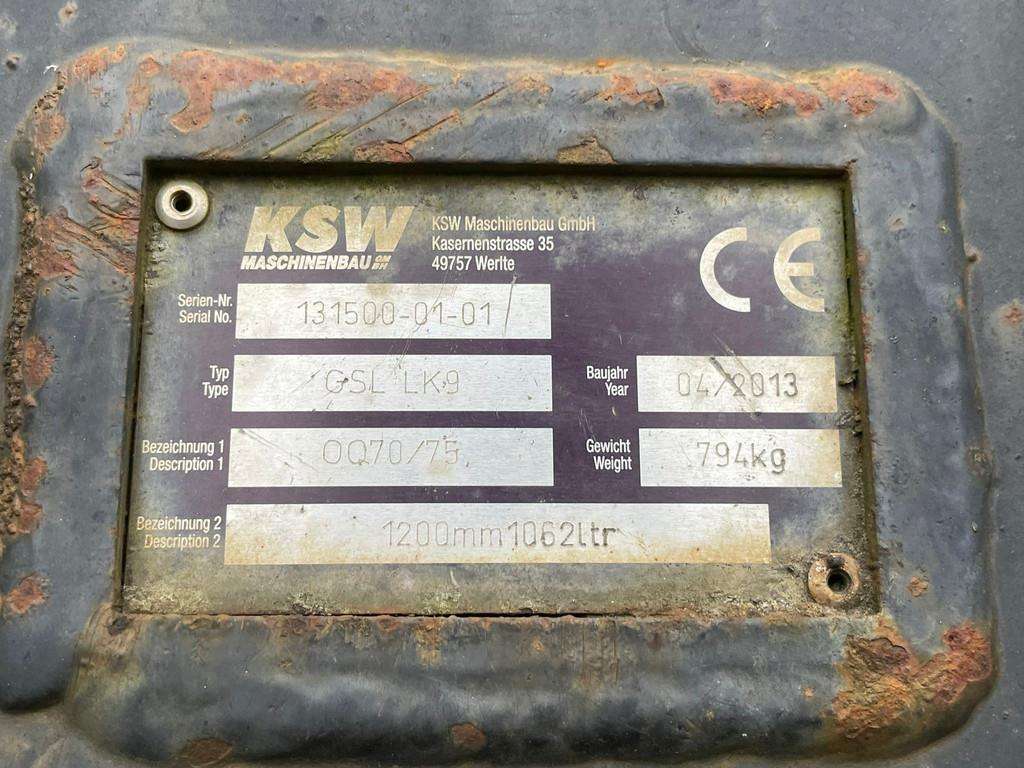 KSW
MASCHINENBAU GMBH
KSW Maschinenbau GmbH
Kasernenstrasse 35
49757 Werlte
CE
Serien-Nr.
Serial No.
131500-01-01
Typ
Type
GSL LK9
Baujahr
Year
04/2013
Bezeichnung 1
Description 1
OQ70/75
Gewicht
Weight
794kg
Bezeichnung 2
Description 2
1200mm1062ltr